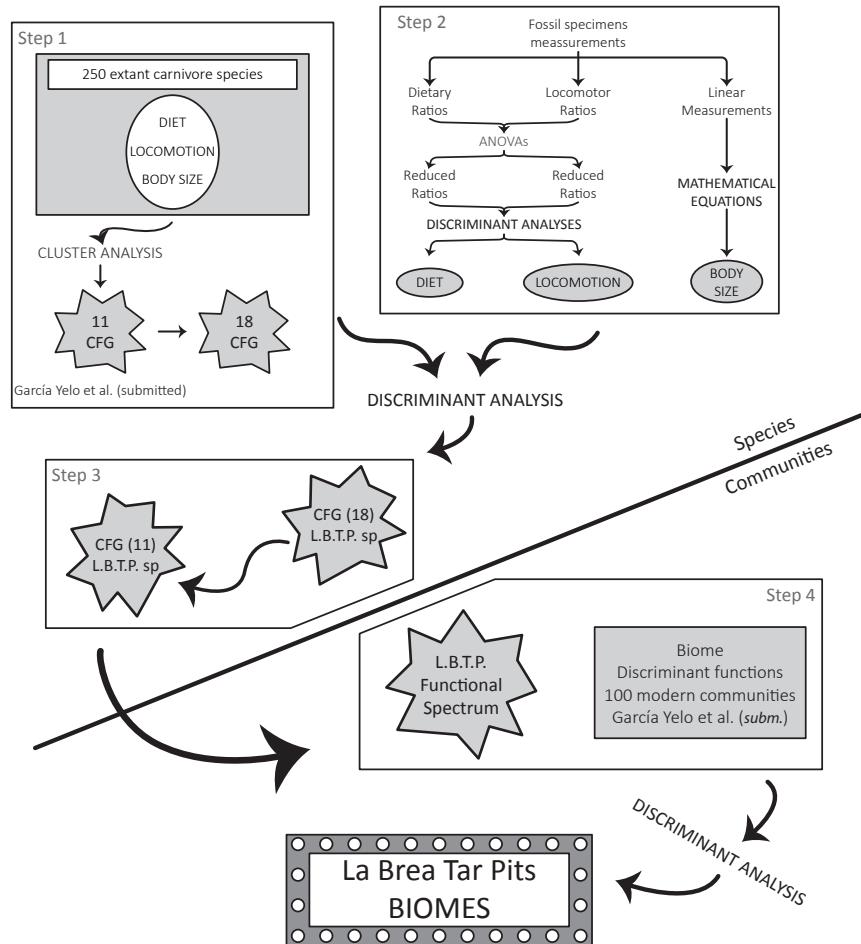 Step 1
250 extant carnivore species
DIET
LOCOMOTION
BODY SIZE
CLUSTER ANALYSIS
11
CFG
18
CFG
García Yelo et al. (submitted)
Step 2
Fossil specimens
meassurements
Dietary
Ratios
Locomotor
Ratios
Linear
Measurements
ANOVAs
Reduced
Ratios
Reduced
Ratios
MATHEMATICAL
EQUATIONS
DISCRIMINANT ANALYSES
DIET
LOCOMOTION
BODY
SIZE
DISCRIMINANT ANALYSIS
Species
Communities
Step 3
CFG (11)
L.B.T.P. sp
CFG (18)
L.B.T.P. sp
Step 4
L.B.T.P.
Functional
Spectrum
Biome
Discriminant functions
100 modern communities
García Yelo et al. (subm.)
DISCRIMINANT ANALYSIS
La Brea Tar Pits
BIOMES